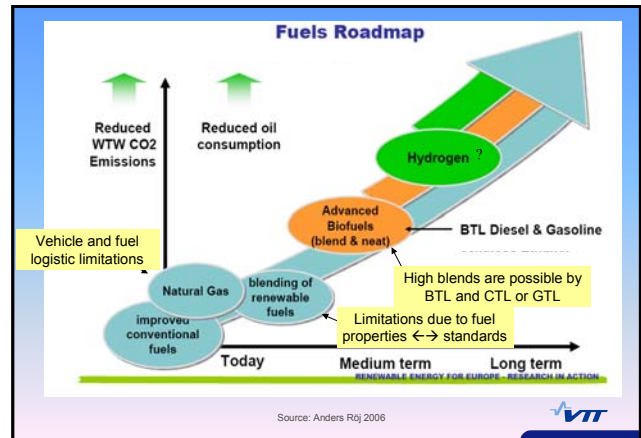 Fuels Roadmap
Reduced
WTW CO2
Emissions
Reduced oil
consumption
Hydrogen ?
Advanced
Biofuels
(blend & neat)
BTL Diesel & Gasoline
Vehicle and fuel
logistic limitations
High blends are possible by
BTL and CTL or GTL
Natural Gas
blending of
renewable
fuels
Limitations due to fuel
properties ←→ standards
improved
conventional
fuels
Today
Medium term
Long term
RENEWABLE ENERGY FOR EUROPE - RESEARCH IN ACTION
Source: Anders Röj 2006
VTT